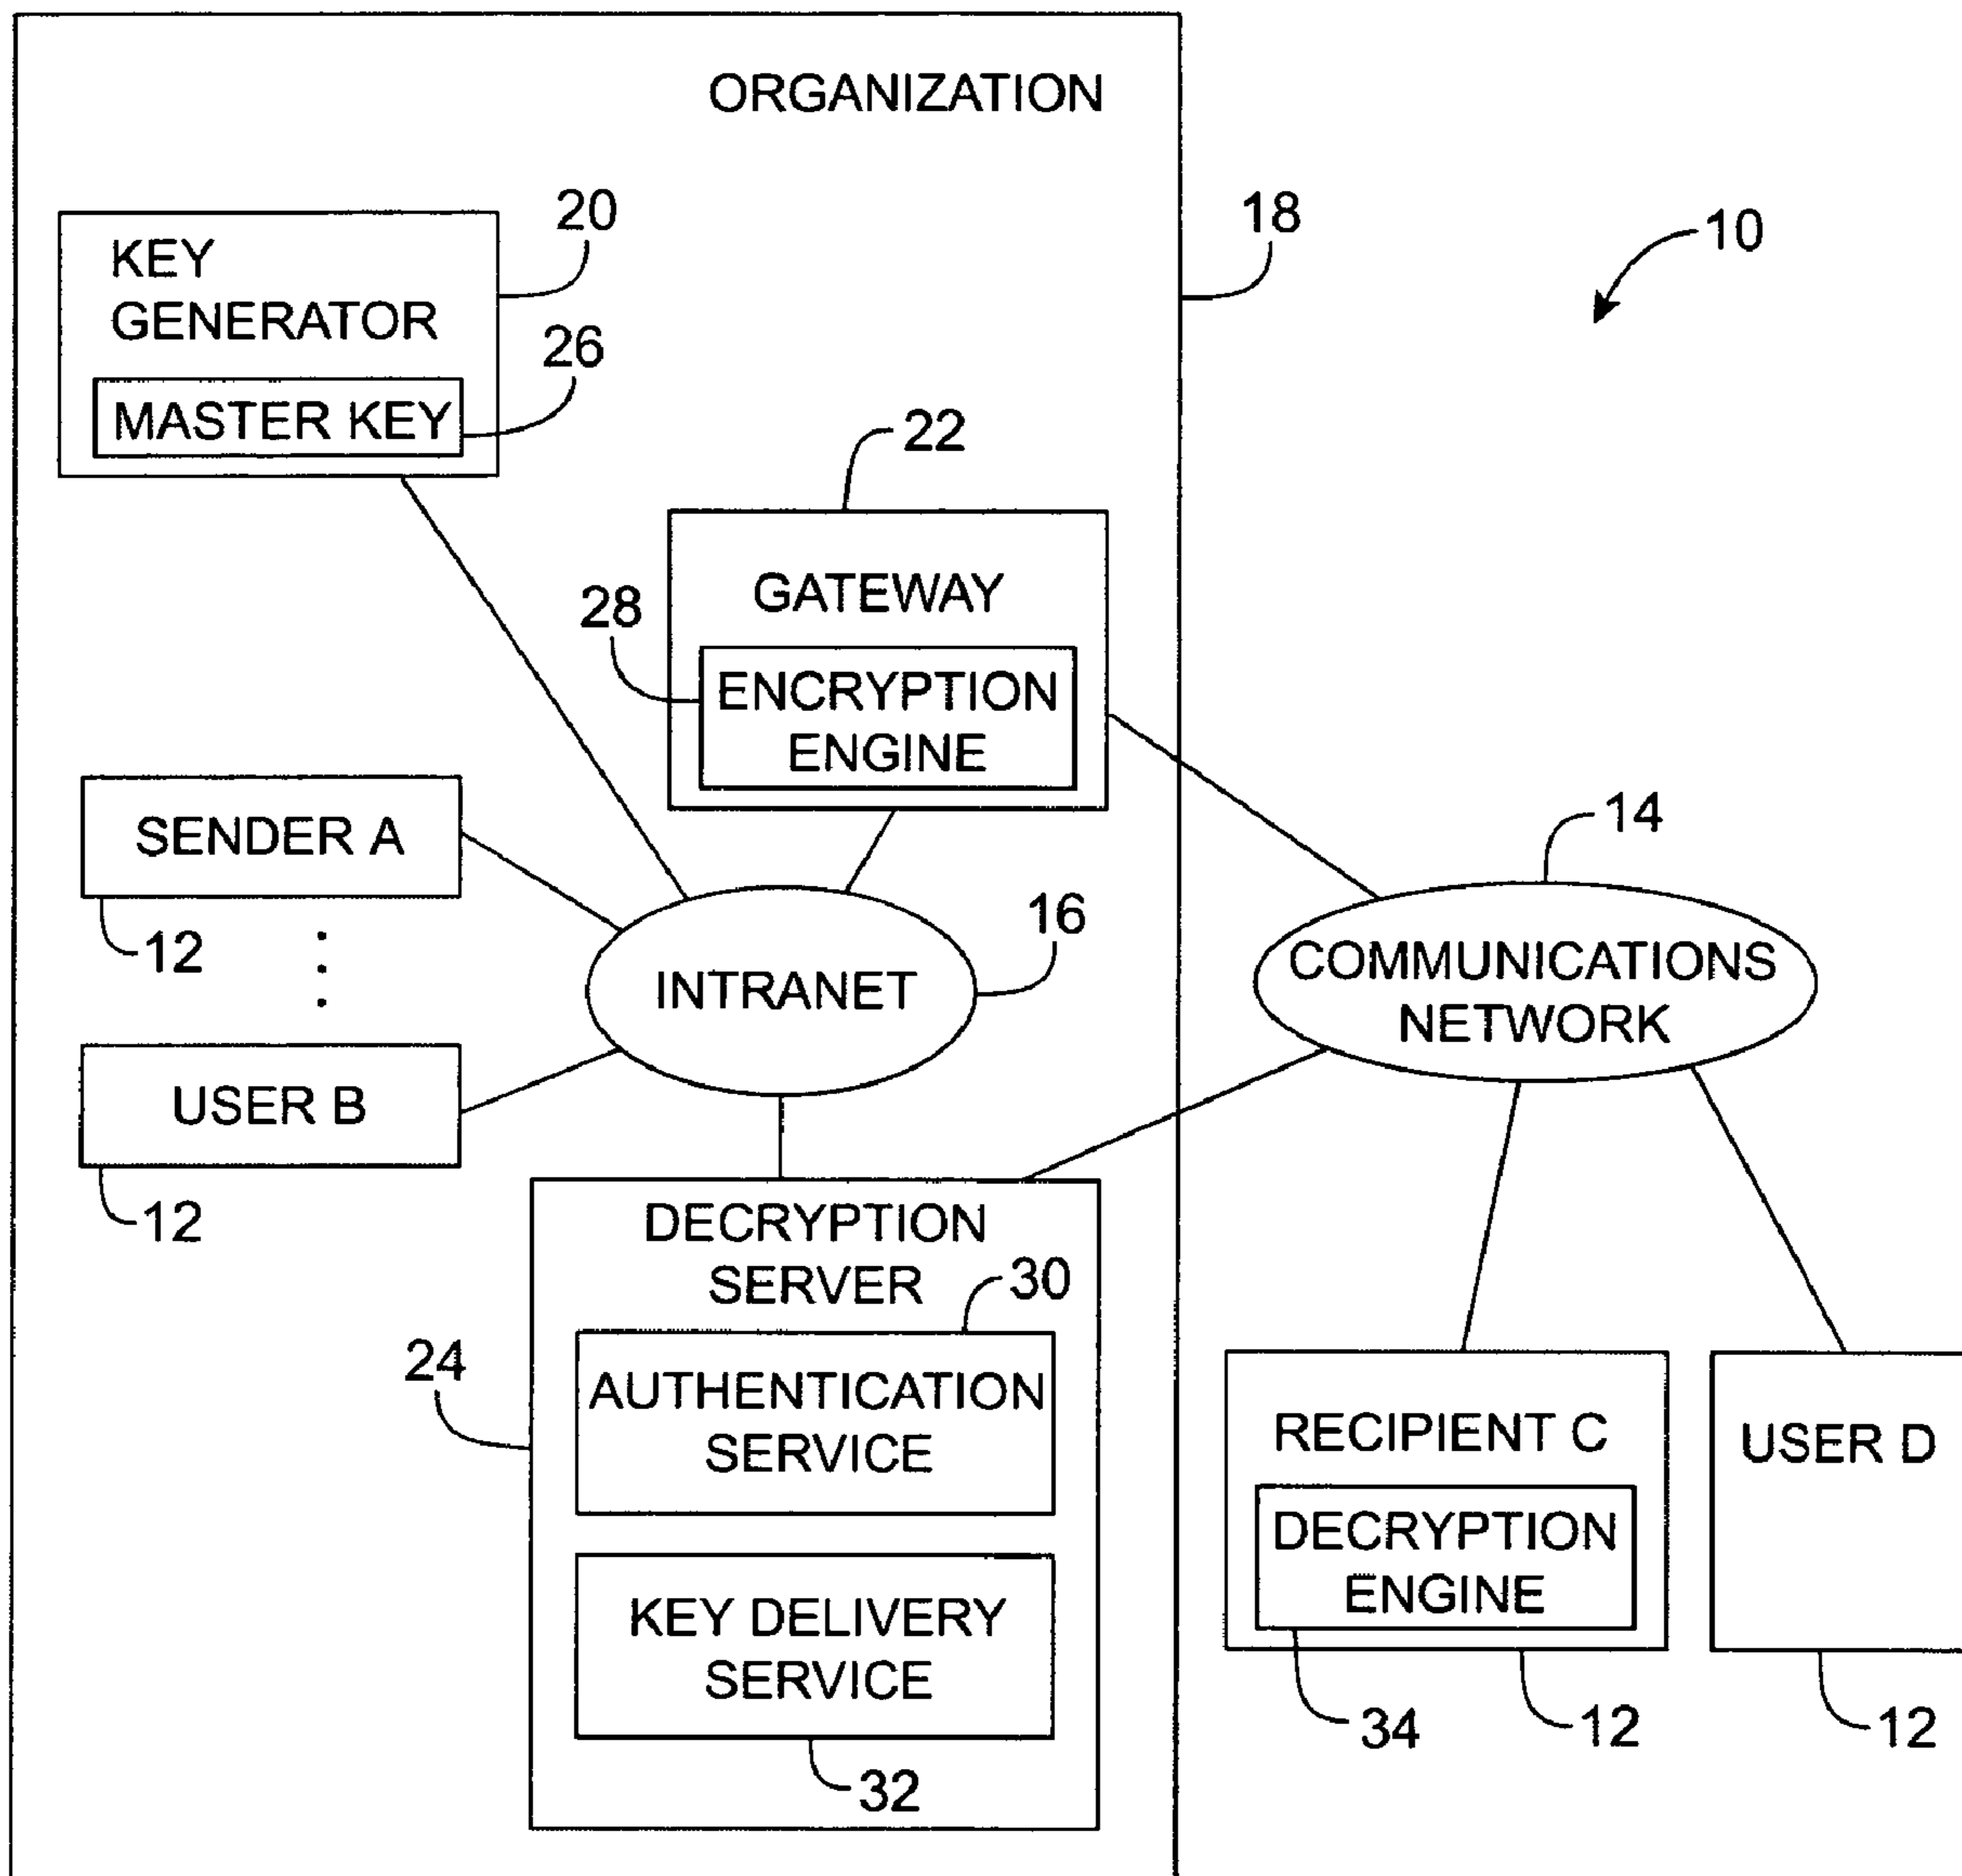 ORGANIZATION
20
18
10
KEY
GENERATOR
26
MASTER KEY
22
GATEWAY
28
ENCRYPTION
ENGINE
14
SENDER A
12
16
INTRANET
COMMUNICATIONS
NETWORK
USER B
12
DECRYPTION
SERVER
30
24
AUTHENTICATION
SERVICE
RECIPIENT C
USER D
DECRYPTION
ENGINE
KEY DELIVERY
SERVICE
34
12
12
32